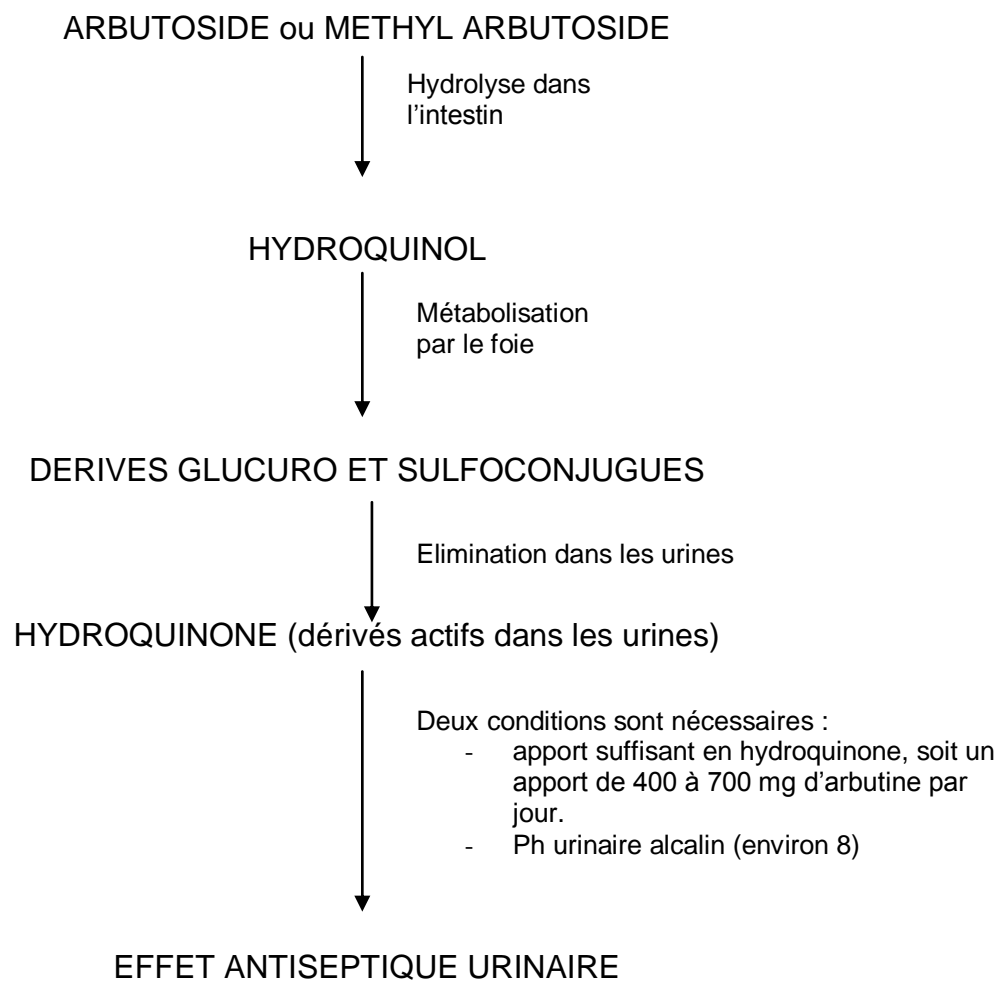 ARBUTOSIDE ou METHYL ARBUTOSIDE
Hydrolyse dans
l’intestin
HYDROQUINOL
Métabolisation
par le foie
DERIVES GLUCURO ET SULFOCONJUGUES
Elimination dans les urines
HYDROQUINONE (dérivés actifs dans les urines)
Deux conditions sont nécessaires :
- apport suffisant en hydroquinone, soit un
apport de 400 à 700 mg d’arbutine par
jour.
- Ph urinaire alcalin (environ 8)
EFFET ANTISEPTIQUE URINAIRE